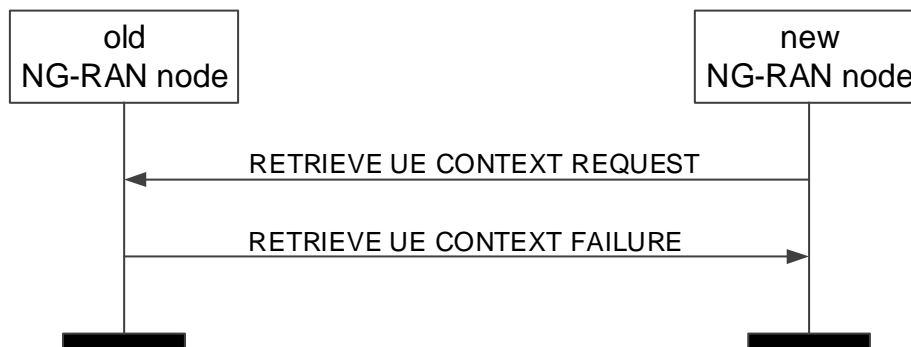 old
NG-RAN node
new
NG-RAN node
RETRIEVE UE CONTEXT REQUEST
RETRIEVE UE CONTEXT FAILURE